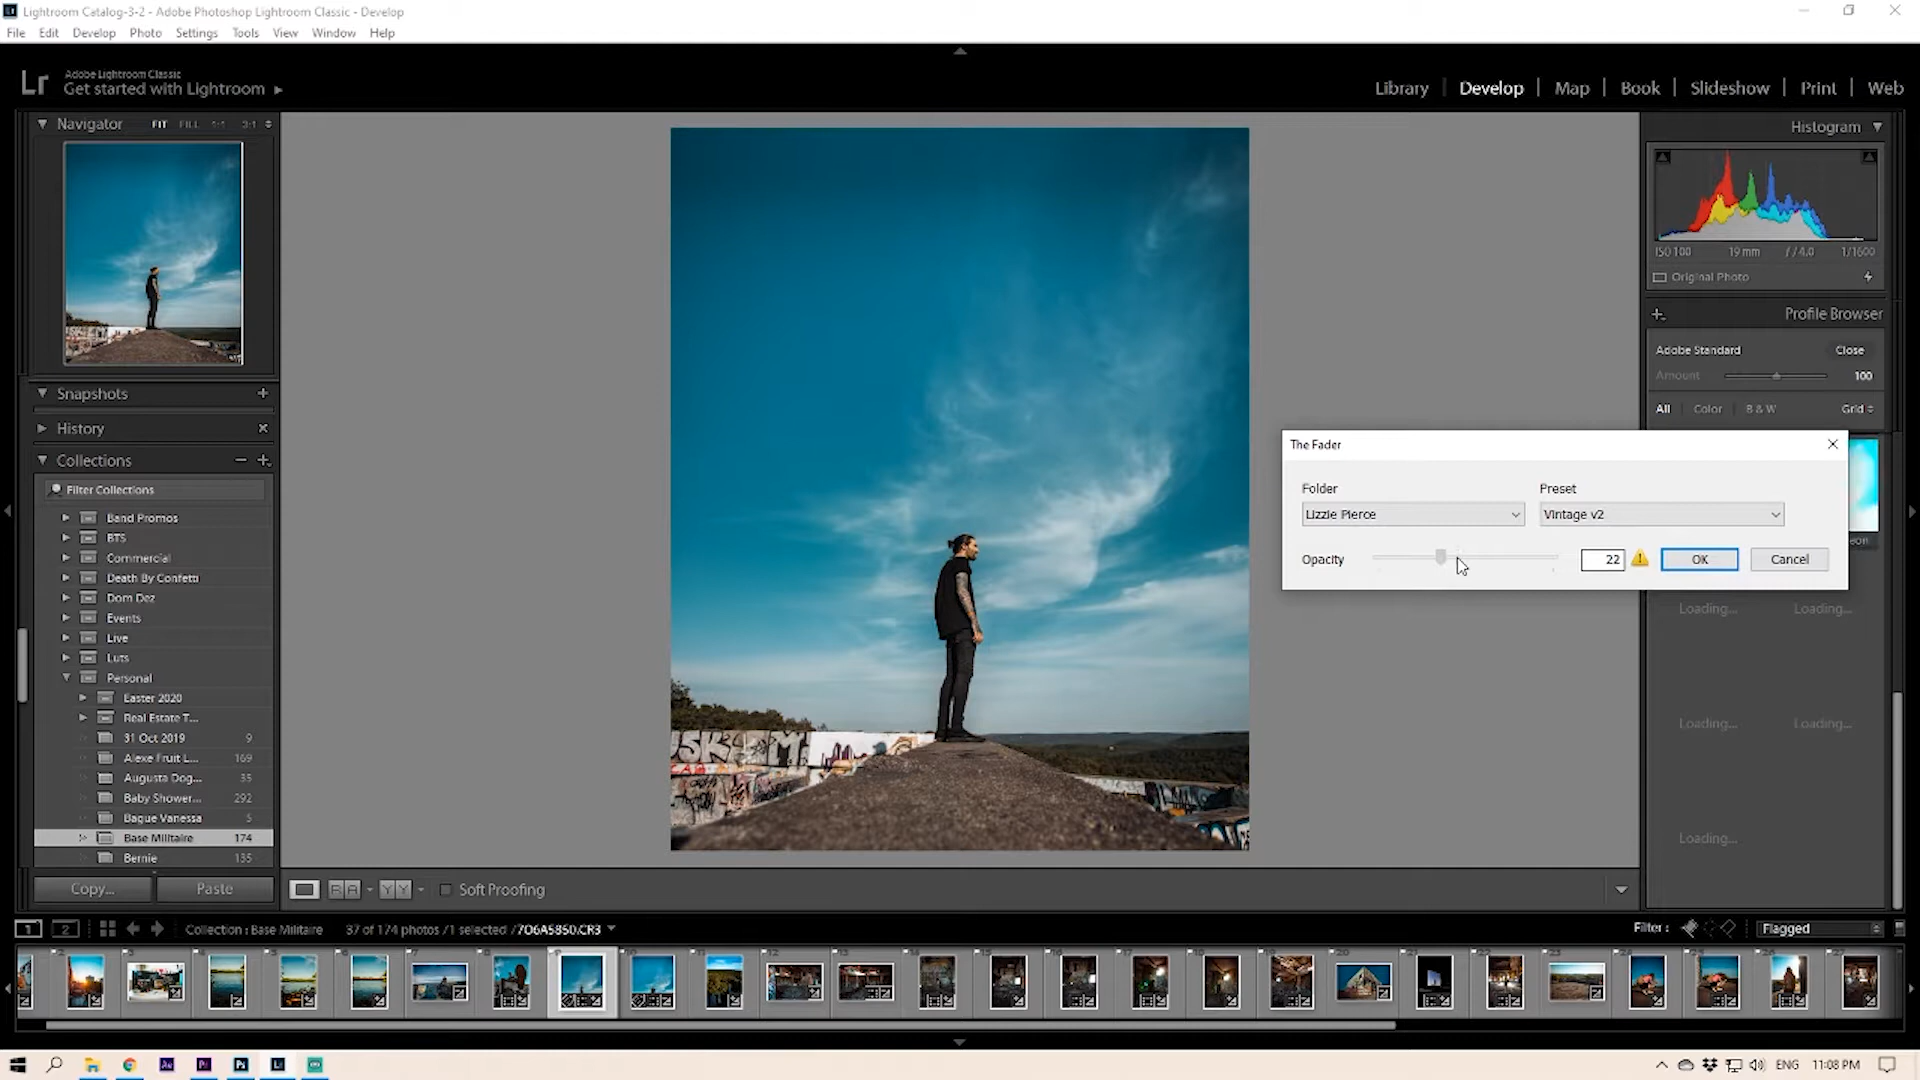 Lightroom Catalog-3-2 - Adobe Photoshop Lightroom Classic - Develop
File Edit Develop Photo Settings Tools View Window Help
Lr
Adobe Lightroom Classic
Get started with Lightroom
Library Develop Map Book Slideshow Print Web
Navigator FIT FILL 1:1 3:1
Histogram
ISO 100 19 mm f / 4.0 1/1600
Original Photo
Profile Browser
Adobe Standard Close
Amount 100
All Color B & W Grid
Snapshots
History
Collections
Filter Collections
Band Promos
BTS
Commercial
Death By Confetti
Dom Dez
Events
Live
Luts
Personal
Easter 2020
Real Estate T...
31 Oct 2019 9
Alexe Fruit L... 169
Augusta Dog... 35
Baby Shower... 292
Bague Vanessa 5
Base Militaire 174
Bernie 135
The Fader
Folder Preset
Lizzie Pierce Vintage v2
Opacity 22 OK Cancel
Loading... Loading...
Loading... Loading...
Loading...
Copy... Paste
Soft Proofing
1 2 Collection : Base Militaire 37 of 174 photos /1 selected /7O6A5850.CR3 Filter : Flagged
ENG 11:08 PM